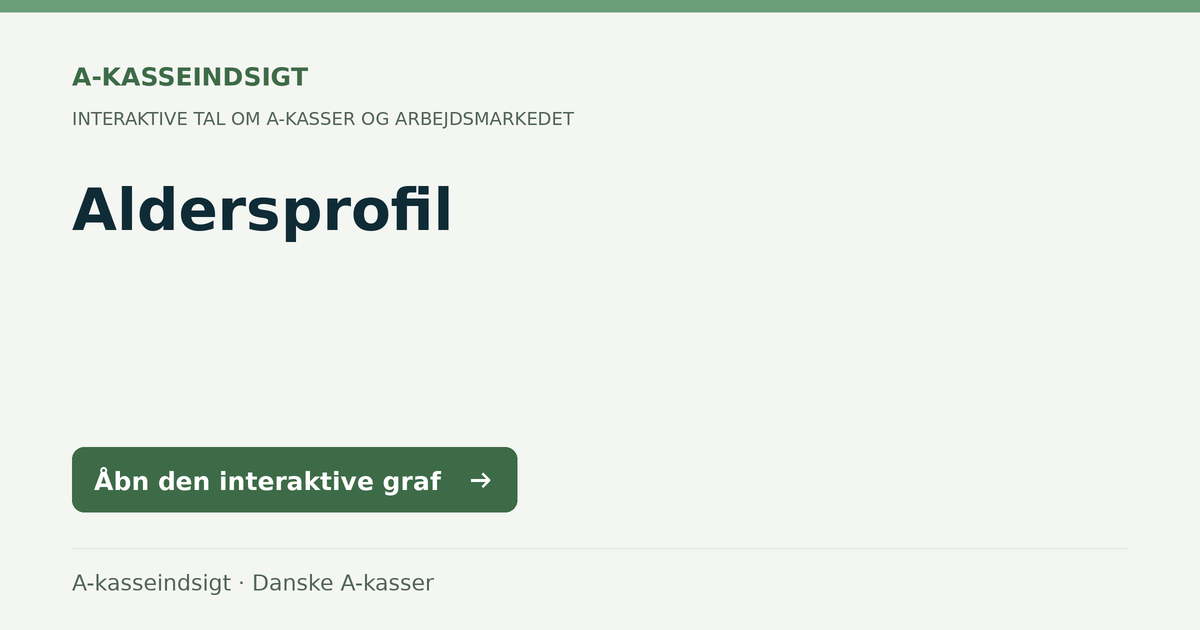 A-KASSEINDSIGT
INTERAKTIVE TAL OM A-KASSER OG ARBEJDSMARKEDET
Aldersprofil
Åbn den interaktive graf →
A-kasseindsigt · Danske A-kasser